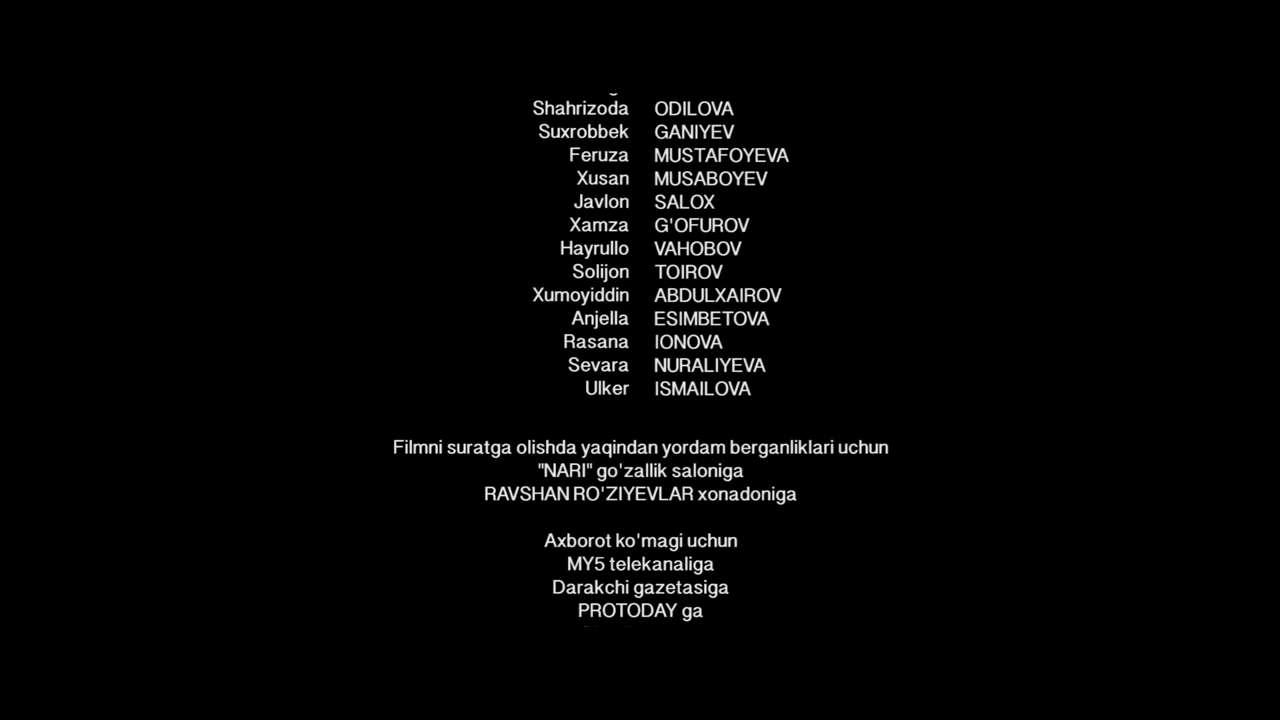 Shahrizoda ODILOVA
Suxrobbek GANIYEV
Feruza MUSTAFOYEVA
Xusan MUSABOYEV
Javlon SALOX
Xamza G'OFUROV
Hayrullo VAHOBOV
Solijon TOIROV
Xumoyiddin ABDULXAIROV
Anjella ESIMBETOVA
Rasana IONOVA
Sevara NURALIYEVA
Ulker ISMAILOVA
Filmni suratga olishda yaqindan yordam berganliklari uchun
"NARI" go'zallik saloniga
RAVSHAN RO'ZIYEVLAR xonadoniga
Axborot ko'magi uchun
MY5 telekanaliga
Darakchi gazetasiga
PROTODAY ga